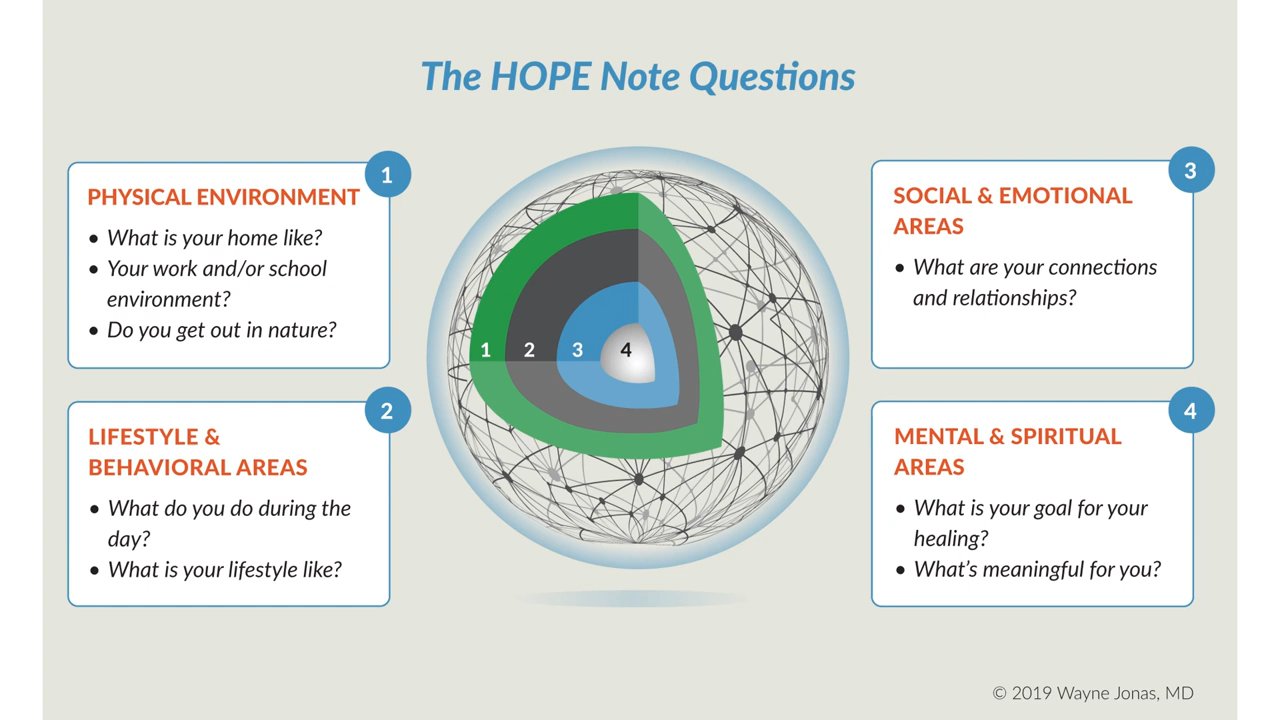 The HOPE Note Questions
1
PHYSICAL ENVIRONMENT
• What is your home like?
• Your work and/or school
environment?
• Do you get out in nature?
2
LIFESTYLE &
BEHAVIORAL AREAS
• What do you do during the
day?
• What is your lifestyle like?
1 2 3 4
3
SOCIAL & EMOTIONAL
AREAS
• What are your connections
and relationships?
4
MENTAL & SPIRITUAL
AREAS
• What is your goal for your
healing?
• What’s meaningful for you?
© 2019 Wayne Jonas, MD